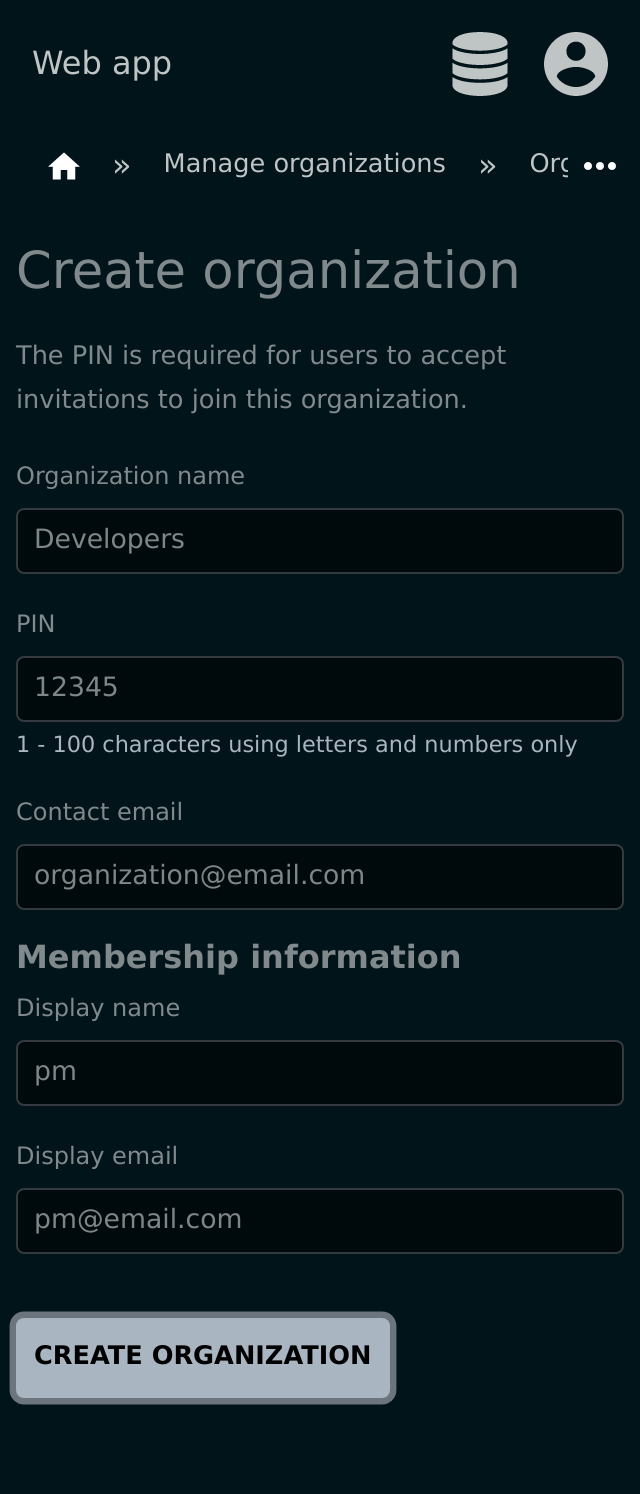 Web app
» Manage organizations »
Create organization
The PIN is required for users to accept
invitations to join this organization.
Organization name
Developers
PIN
12345
1 - 100 characters using letters and numbers only
Contact email
organization@email.com
Membership information
Display name
pm
Display email
pm@email.com
CREATE ORGANIZATION